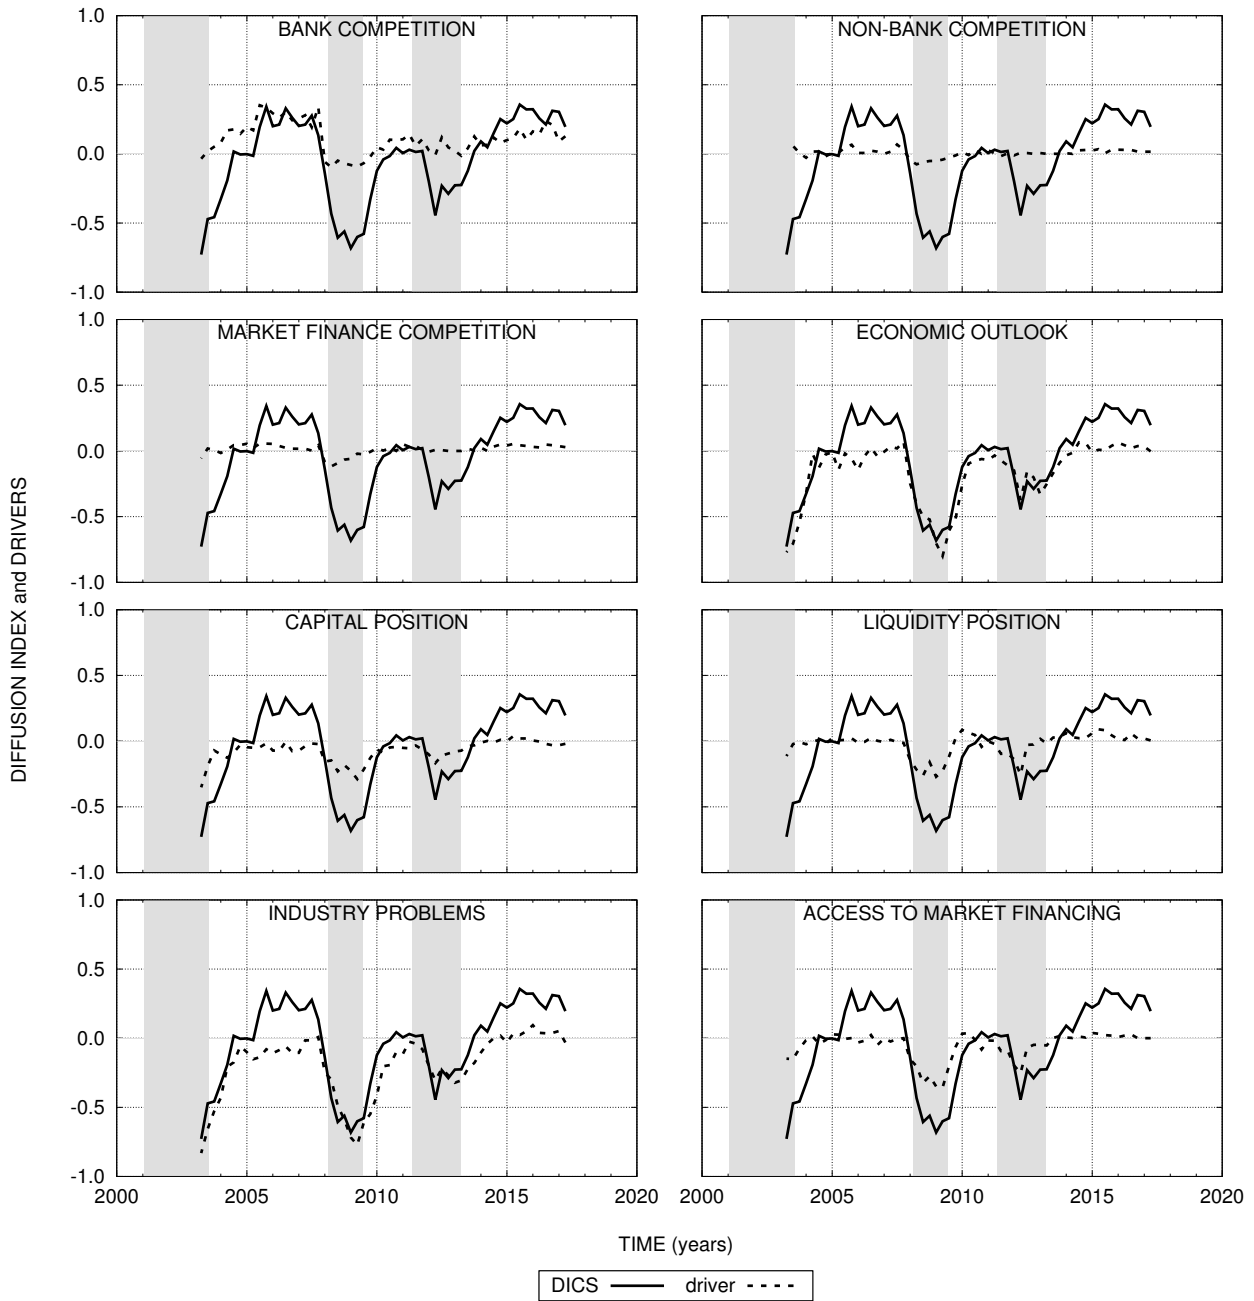 1.0
0.5
0.0
-0.5
-1.0
BANK COMPETITION
NON-BANK COMPETITION
1.0
0.5
0.0
-0.5
-1.0
MARKET FINANCE COMPETITION
ECONOMIC OUTLOOK
1.0
0.5
0.0
-0.5
-1.0
CAPITAL POSITION
LIQUIDITY POSITION
1.0
0.5
0.0
-0.5
-1.0
INDUSTRY PROBLEMS
ACCESS TO MARKET FINANCING
2000 2005 2010 2015 2020
2000 2005 2010 2015 2020
DIFFUSION INDEX and DRIVERS
TIME (years)
DICS driver